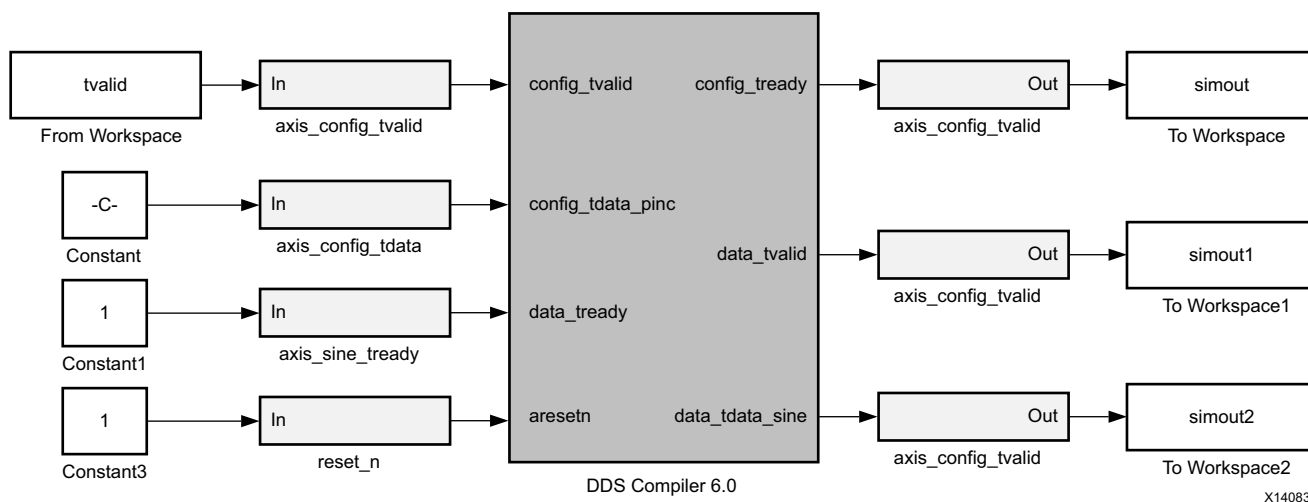 tvalid
From Workspace
In
axis_config_tvalid
config_tvalid
config_tready
Out
axis_config_tvalid
simout
To Workspace
-C-
Constant
In
axis_config_tdata
config_tdata_pinc
data_tvalid
Out
axis_config_tvalid
simout1
To Workspace1
1
Constant1
In
axis_sine_tready
data_tready
1
Constant3
In
reset_n
aresetn
data_tdata_sine
Out
axis_config_tvalid
simout2
To Workspace2
DDS Compiler 6.0
X14083